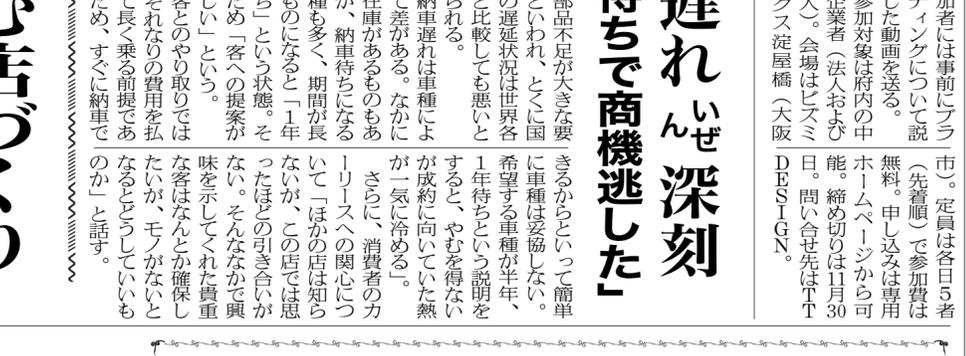 加者には事前にブラ
ティングについて説
した動画を送る。
参加対象は府内の中
企業者（法人および
人）。会場はビズミ
クス淀屋橋（大阪
市）。定員は各日５者
（先着順）で参加費は
無料。申し込みは専用
ホームページから可
能。締め切りは11月30
日。問い合せ先はＴＴ
ＤＥＳＩＧＮ。
遅れ いぜん 深刻
待ちで商機逃した」
部品不足が大きな要
といわれ、とくに国
の遅延状況は世界各
と比較しても悪いと
られる。
納車遅れは車種によ
て差がある。なかに
在庫があるものもあ
が、納車待ちになる
種も多く、期間が長
ものになると「１年
ち」という状態。そ
ため「客への提案が
しい」という。
客とのやり取りでは
それなりの費用を払
て長く乗る前提であ
ため、すぐに納車で
きるからといって簡単
に車種は妥協しない。
希望する車種が半年、
１年待ちという説明を
すると、やむを得ない
が成約に向いていた熱
が一気に冷める」。
さらに、消費者のカ
ーリースへの関心につ
いて「ほかの店は知ら
ないが、この店では思
ったほどの引き合いが
ない。そんななかで興
味を示してくれた貴重
な客はなんとか確保し
たいが、モノがないと
なるとどうしていいも
のか」と話す。
む店づくり